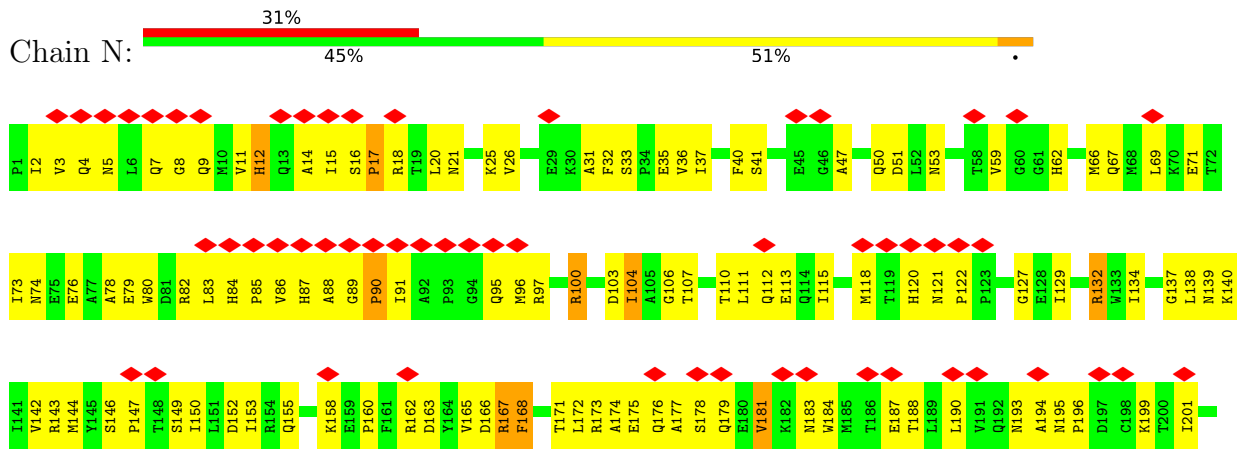 31%
Chain N:
45% 51% •
P1 I2 V3 Q4 N5 L6 Q7 G8 Q9 M10 V11 H12 Q13 A14 I15 S16 P17 R18 T19 L20 N21 K25 V26 E29 K30 A31 F32 S33 P34 E35 V36 I37 F40 S41 E45 G46 A47 Q50 D51 L52 N53 T58 V59 G60 G61 H62 M66 Q67 M68 L69 K70 E71 T72
I73 N74 E75 E76 A77 A78 E79 W80 D81 R82 L83 H84 P85 V86 H87 A88 G89 P90 I91 A92 P93 G94 Q95 M96 R97 R100 D103 I104 A105 G106 T107 T110 L111 Q112 E113 Q114 I115 M118 T119 H120 N121 P122 P123 G127 E128 I129 R132 W133 I134 G137 L138 N139 K140
I141 V142 R143 M144 Y145 S146 P147 T148 S149 I150 L151 D152 I153 R154 Q155 K158 E159 P160 F161 R162 D163 Y164 V165 D166 R167 F168 T171 L172 R173 A174 E175 Q176 A177 S178 Q179 E180 V181 K182 N183 W184 M185 T186 E187 T188 L189 L190 V191 Q192 N193 A194 N195 P196 D197 C198 K199 T200 I201